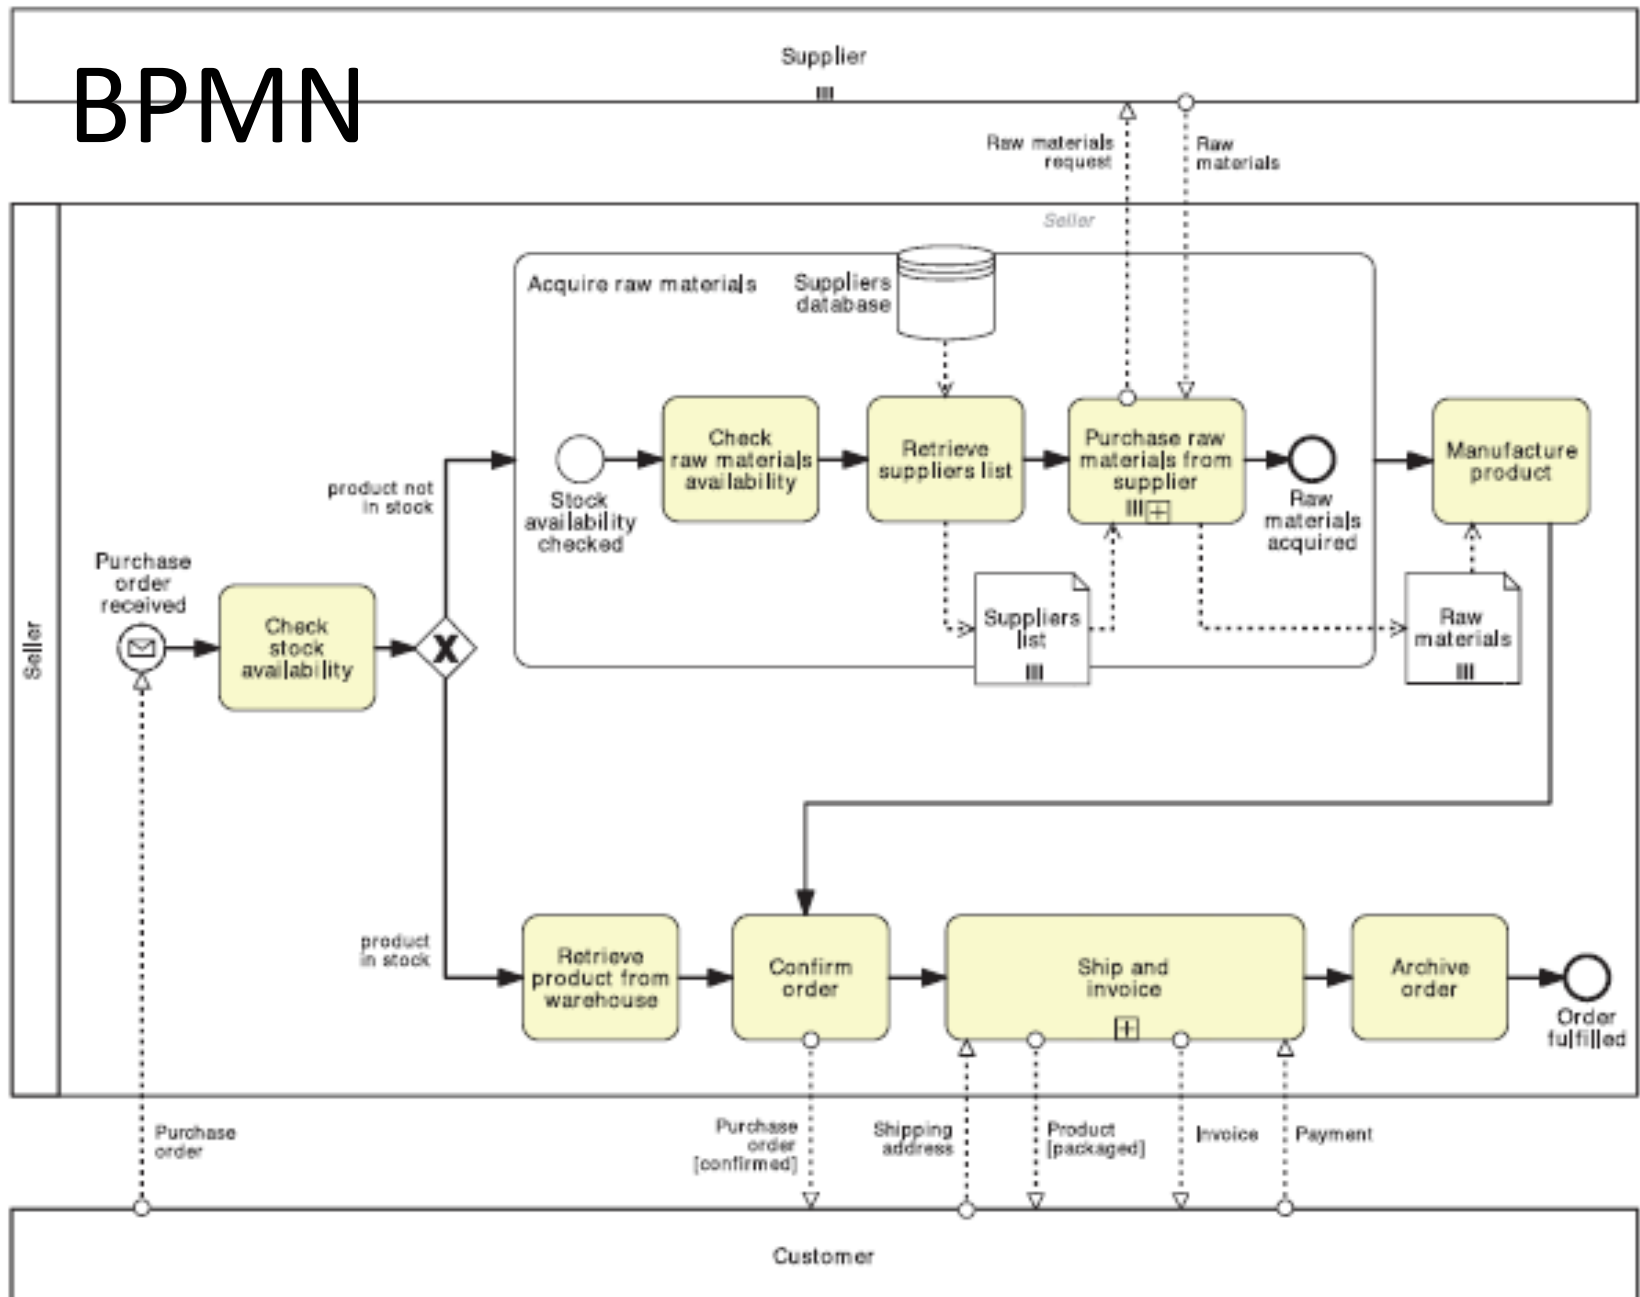 BPMN
Supplier
Raw materials
request
Raw
materials
Seller
Acquire raw materials
Suppliers
database
Check
raw materials
availability
Retrieve
suppliers list
Purchase raw
materials from
supplier
Manufacture
product
product not
in stock
Stock
availability
checked
Raw
materials
acquired
Purchase
order
received
Check
stock
availability
X
Suppliers
list
Raw
materials
Seller
product
in stock
Retrieve
product from
warehouse
Confirm
order
Ship and
invoice
Archive
order
Order
fulfilled
Purchase
order
Purchase
order
[confirmed]
Shipping
address
Product
[packaged]
Invoice
Payment
Customer